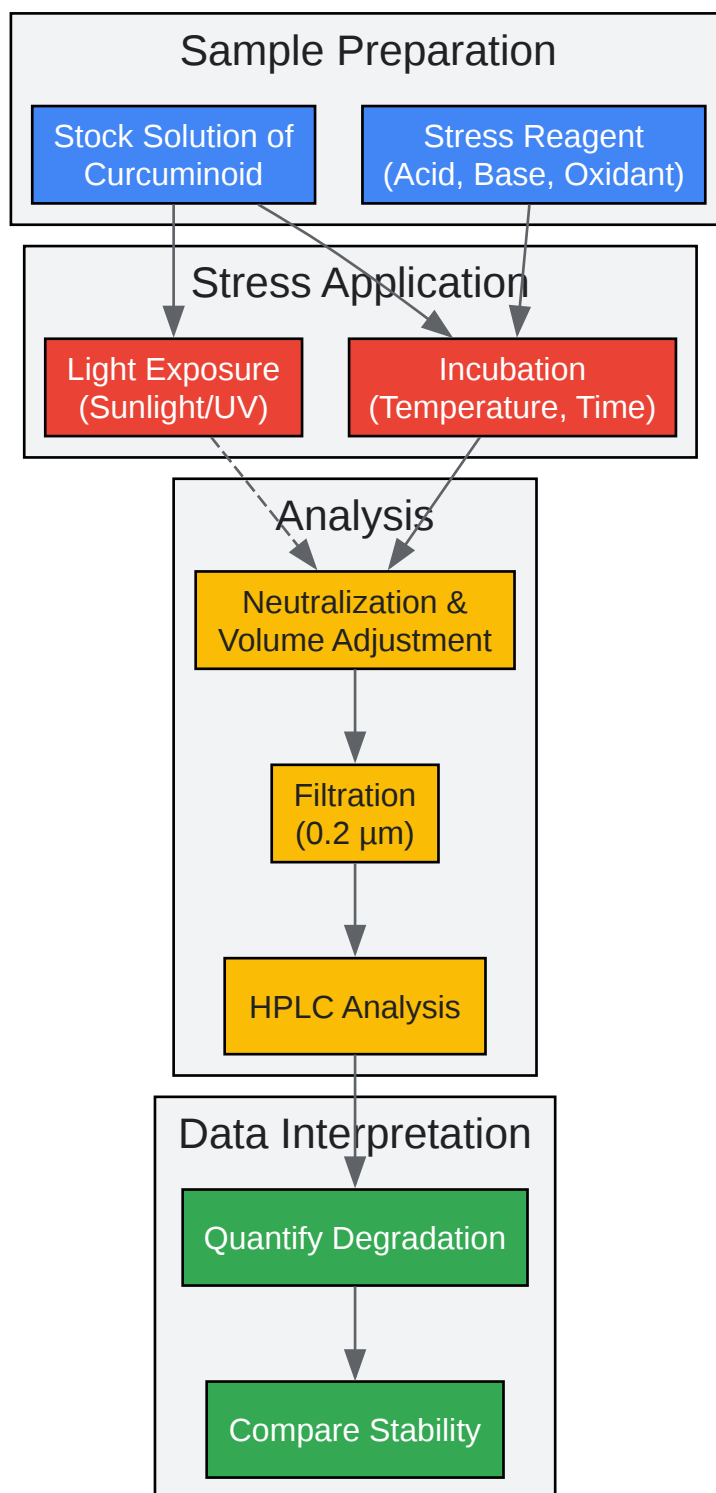 Sample Preparation
Stock Solution of
Curcuminoid
Stress Reagent
(Acid, Base, Oxidant)
Stress Application
Light Exposure
(Sunlight/UV)
Incubation
(Temperature, Time)
Analysis
Neutralization &
Volume Adjustment
Filtration
(0.2 µm)
HPLC Analysis
Data Interpretation
Quantify Degradation
Compare Stability